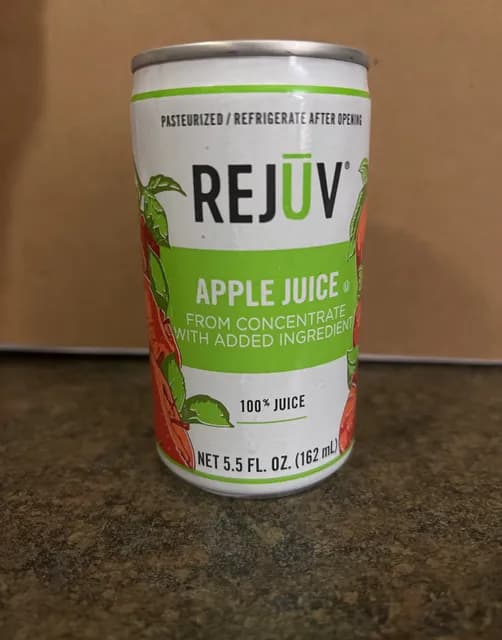 PASTEURIZED / REFRIGERATE AFTER OPENING
REJŪV®
APPLE JUICE
FROM CONCENTRATE
WITH ADDED INGREDIENT
100% JUICE
NET 5.5 FL. OZ. (162 mL)